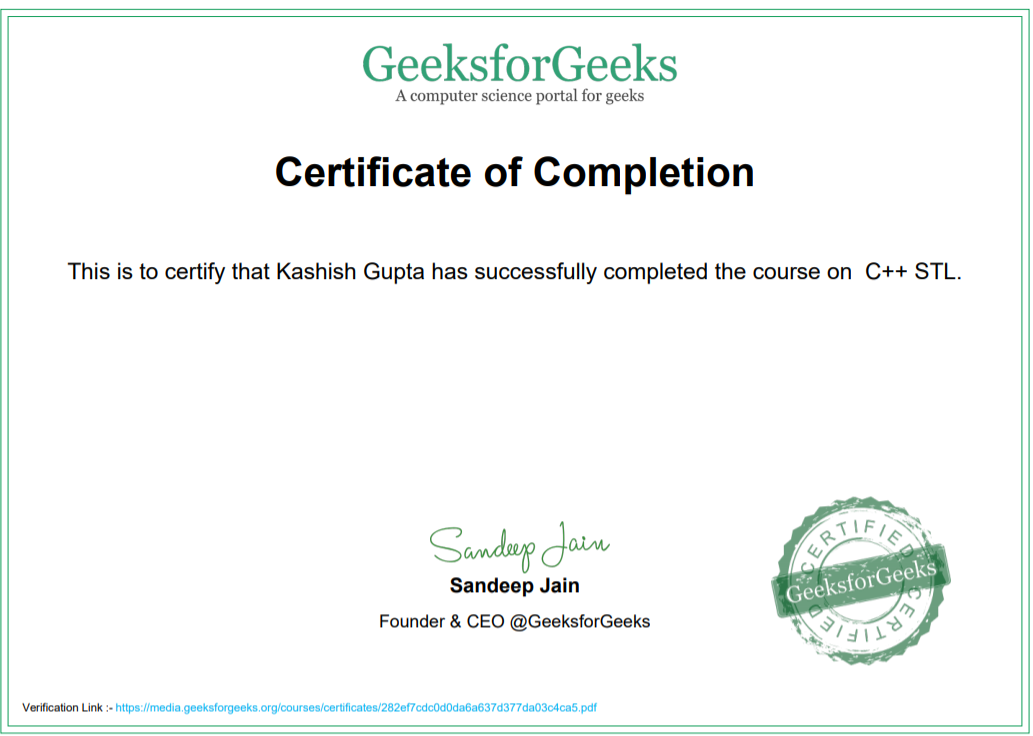 GeeksforGeeks
A computer science portal for geeks
Certificate of Completion
This is to certify that Kashish Gupta has successfully completed the course on  C++ STL.
Sandeep Jain
Sandeep Jain
Founder & CEO @GeeksforGeeks
CERTIFIED
GeeksforGeeks
CERTIFIED
Verification Link :- https://media.geeksforgeeks.org/courses/certificates/282ef7cdc0d0da6a637d377da03c4ca5.pdf